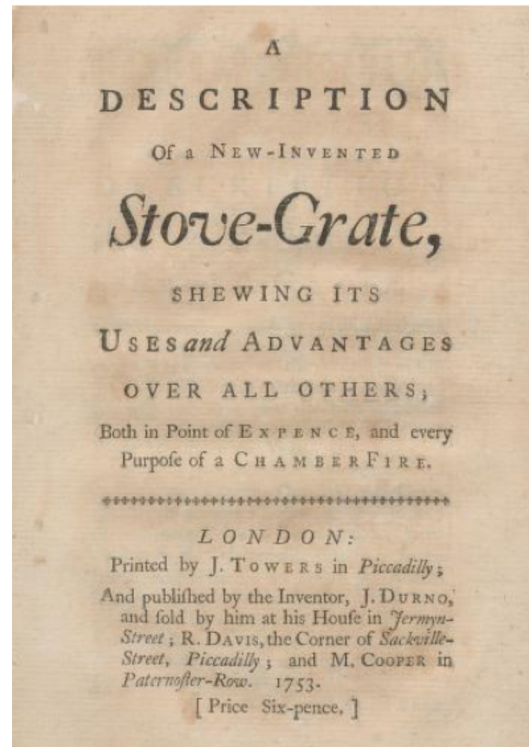 A
DESCRIPTION
Of a NEW-INVENTED
Stove-Grate,
SHEWING ITS
USES and ADVANTAGES
OVER ALL OTHERS;
Both in Point of EXPENCE, and every
Purpoſe of a CHAMBER FIRE.
LONDON:
Printed by J. TOWERS in Piccadilly;
And publiſhed by the Inventor, J. DURNO,
and ſold by him at his Houſe in Jermyn-
Street; R. DAVIS, the Corner of Sackville-
Street, Piccadilly; and M. COOPER in
Paternoſter-Row. 1753.
[ Price Six-pence. ]